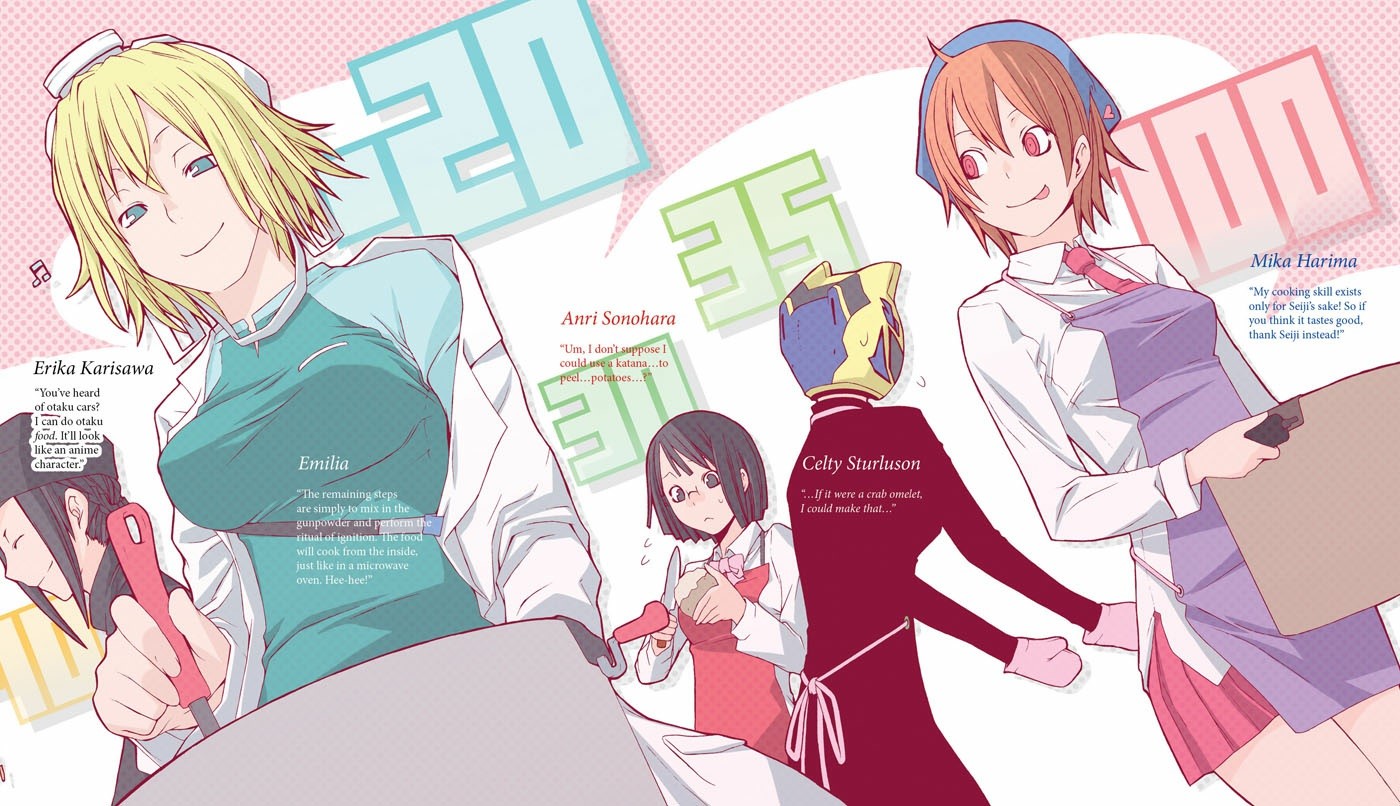 Erika Karisawa
“You’ve heard
of otaku cars?
I can do otaku
food. It’ll look
like an anime
character.”
Emilia
“The remaining steps
are simply to mix in the
gunpowder and perform the
ritual of ignition. The food
will cook from the inside,
just like in a microwave
oven. Hee-hee!”
-20
Anri Sonohara
“Um, I don’t suppose I
could use a katana…to
peel…potatoes…?”
30
35
Celty Sturluson
“…If it were a crab omelet,
I could make that…”
100
Mika Harima
“My cooking skill exists
only for Seiji’s sake! So if
you think it tastes good,
thank Seiji instead!”